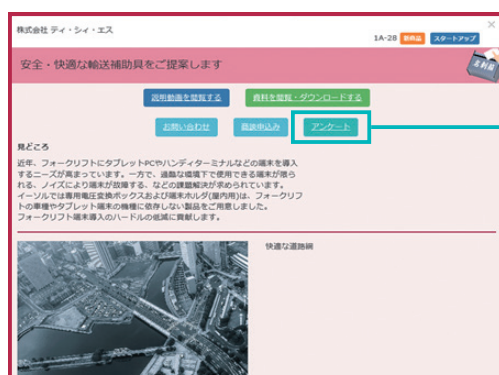 株式会社 ティ・シィ・エス
1A-28 新商品 スタートアップ
安全・快適な輸送補助具をご提案します
説明動画を閲覧する 資料を閲覧・ダウンロードする
お問い合わせ 商談申込み アンケート
見どころ
近年、フォークリフトにタブレットPCやハンディターミナルなどの端末を導入
するニーズが高まっています。一方で、過酷な環境下で使用できる端末が限ら
れる、ノイズにより端末が故障する、などの課題解決が求められています。
イーソルでは専用電圧変換ボックスおよび端末ホルダ(屋内用)は、フォークリフ
トの車種やタブレット端末の機種に依存しない製品をご用意しました。
フォークリフト端末導入のハードルの低減に貢献します。
快適な道路網